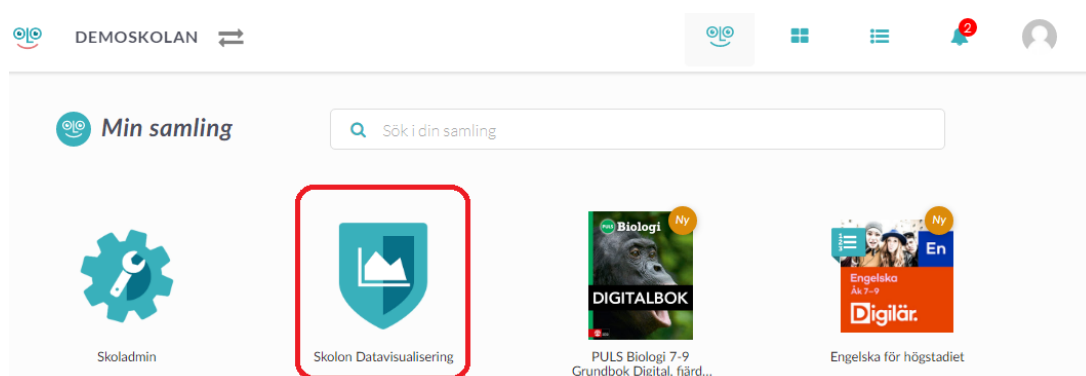 DEMOSKOLAN
2
Min samling
Sök i din samling
Ny
Ny
PULS Biologi
En
Engelska
Åk 7–9
DIGITALBOK
Digilär.
Skoladmin
Skolon Datavisualisering
PULS Biologi 7-9
Grundbok Digital, fjärd...
Engelska för högstadiet